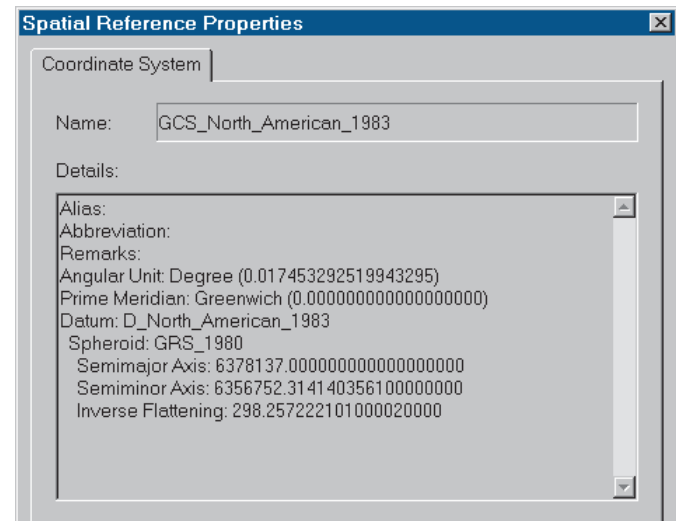 Spatial Reference Properties
Coordinate System
Name: GCS_North_American_1983
Details:
Alias:
Abbreviation:
Remarks:
Angular Unit: Degree (0.017453292519943295)
Prime Meridian: Greenwich (0.000000000000000000)
Datum: D_North_American_1983
Spheroid: GRS_1980
Semimajor Axis: 6378137.000000000000000000
Semiminor Axis: 6356752.314140356100000000
Inverse Flattening: 298.257222101000020000